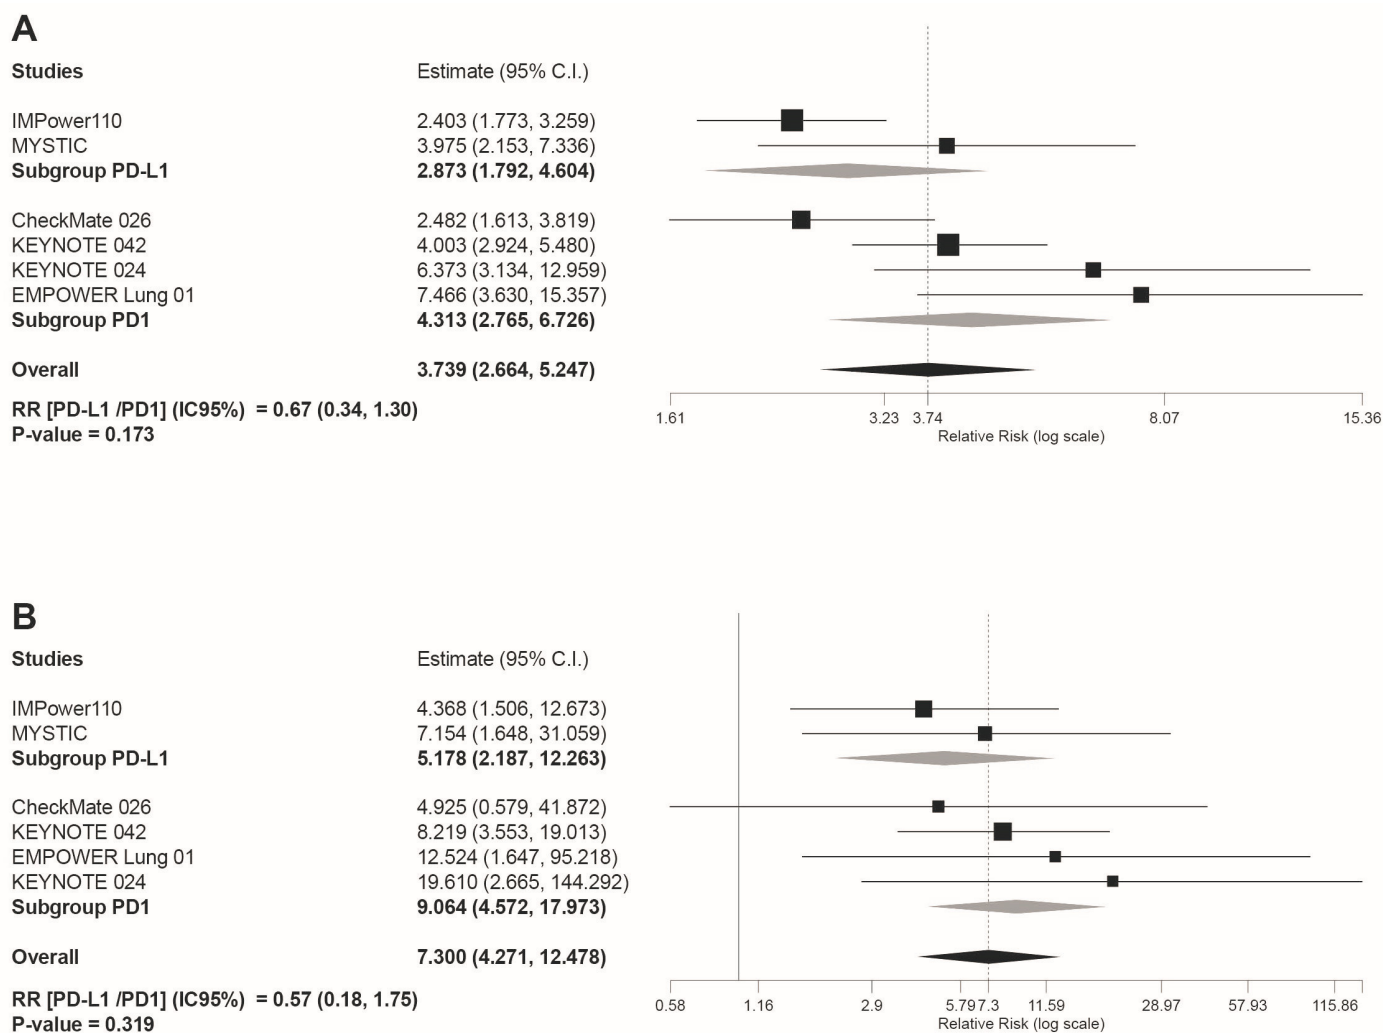 A
Studies Estimate (95% C.I.)
IMPower110 2.403 (1.773, 3.259)
MYSTIC 3.975 (2.153, 7.336)
Subgroup PD-L1 2.873 (1.792, 4.604)
CheckMate 026 2.482 (1.613, 3.819)
KEYNOTE 042 4.003 (2.924, 5.480)
KEYNOTE 024 6.373 (3.134, 12.959)
EMPOWER Lung 01 7.466 (3.630, 15.357)
Subgroup PD1 4.313 (2.765, 6.726)
Overall 3.739 (2.664, 5.247)
RR [PD-L1 /PD1] (IC95%) = 0.67 (0.34, 1.30)
P-value = 0.173
1.61 3.23 3.74 8.07 15.36
Relative Risk (log scale)
B
Studies Estimate (95% C.I.)
IMPower110 4.368 (1.506, 12.673)
MYSTIC 7.154 (1.648, 31.059)
Subgroup PD-L1 5.178 (2.187, 12.263)
CheckMate 026 4.925 (0.579, 41.872)
KEYNOTE 042 8.219 (3.553, 19.013)
EMPOWER Lung 01 12.524 (1.647, 95.218)
KEYNOTE 024 19.610 (2.665, 144.292)
Subgroup PD1 9.064 (4.572, 17.973)
Overall 7.300 (4.271, 12.478)
RR [PD-L1 /PD1] (IC95%) = 0.57 (0.18, 1.75)
P-value = 0.319
0.58 1.16 2.9 5.79 7.3 11.59 28.97 57.93 115.86
Relative Risk (log scale)